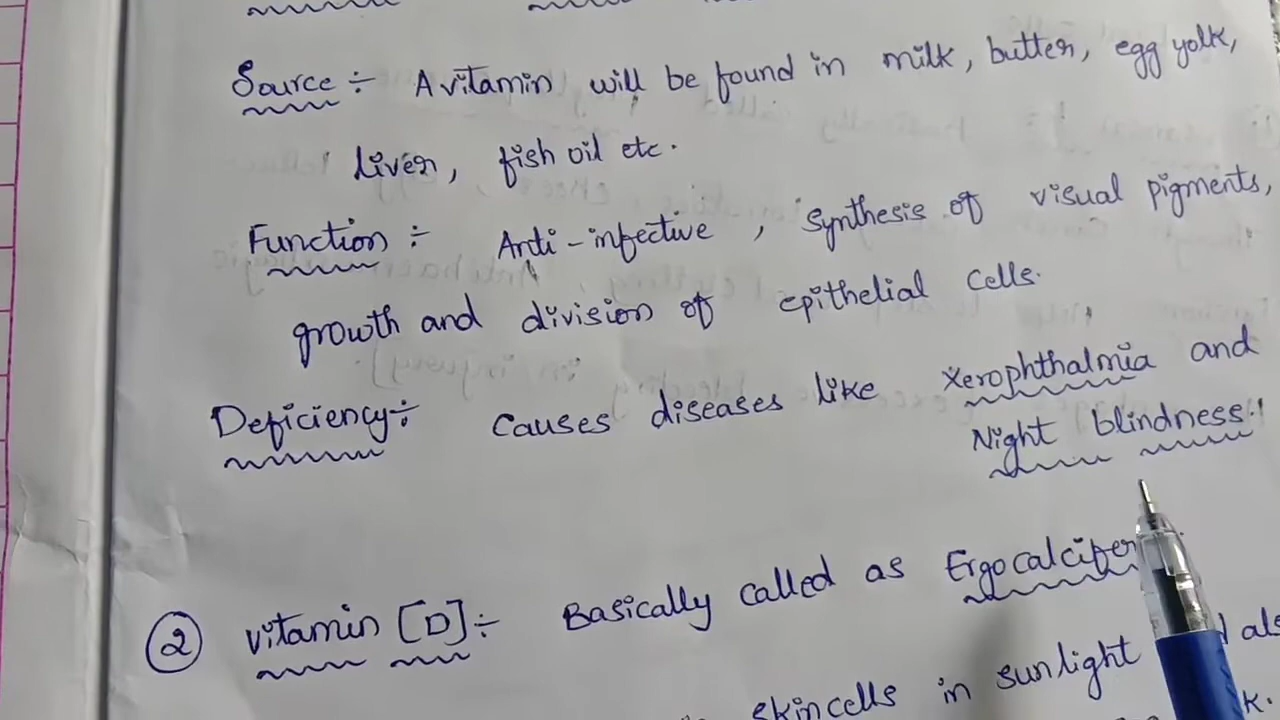 Source :- A vitamin will be found in milk, butter, egg yolk,
liver, fish oil etc.
Function :- Anti-infective, Synthesis of visual pigments,
growth and division of epithelial cells.
Deficiency :- Causes diseases like Xerophthalmia and
Night blindness.
② vitamin [D] :- Basically called as Ergocalcifer
skin cells in sunlight